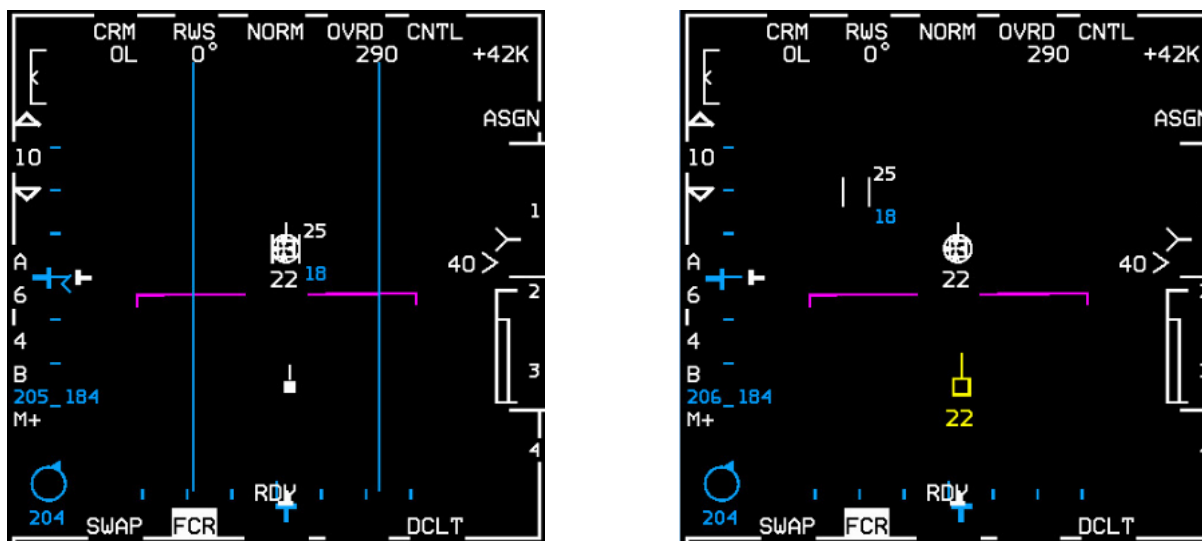 CRM RWS NORM OVRD CNTL
OL 0° 290 +42K
ASGN
10
25
1
A
22 18
40
6
2
4
3
B
205_184
M+
4
RDY
204
SWAP FCR DCLT
CRM RWS NORM OVRD CNTL
OL 0° 290 +42K
ASGN
10
25
18
A
22
40
6
4
B
206_184
M+
22
RDY
204
SWAP FCR DCLT